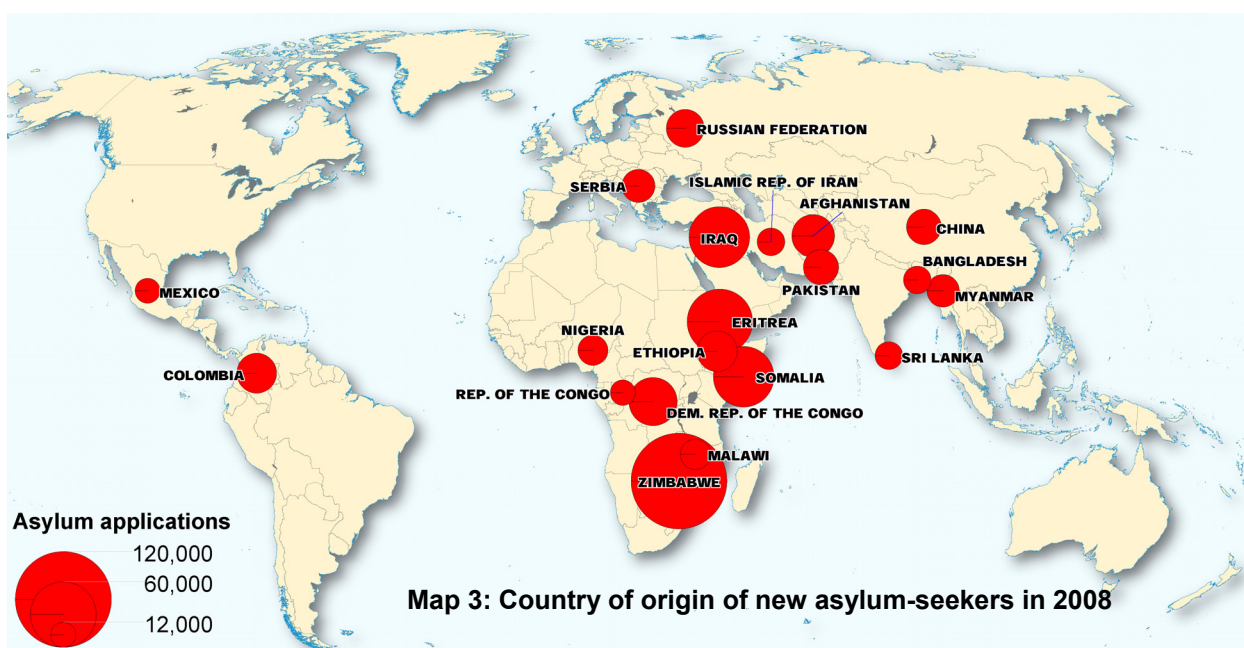 RUSSIAN FEDERATION
SERBIA
ISLAMIC REP. OF IRAN
AFGHANISTAN
IRAQ
CHINA
BANGLADESH
PAKISTAN
MYANMAR
MEXICO
ERITREA
NIGERIA
ETHIOPIA
SRI LANKA
COLOMBIA
SOMALIA
REP. OF THE CONGO
DEM. REP. OF THE CONGO
MALAWI
ZIMBABWE
Asylum applications
120,000
60,000
12,000
Map 3: Country of origin of new asylum-seekers in 2008